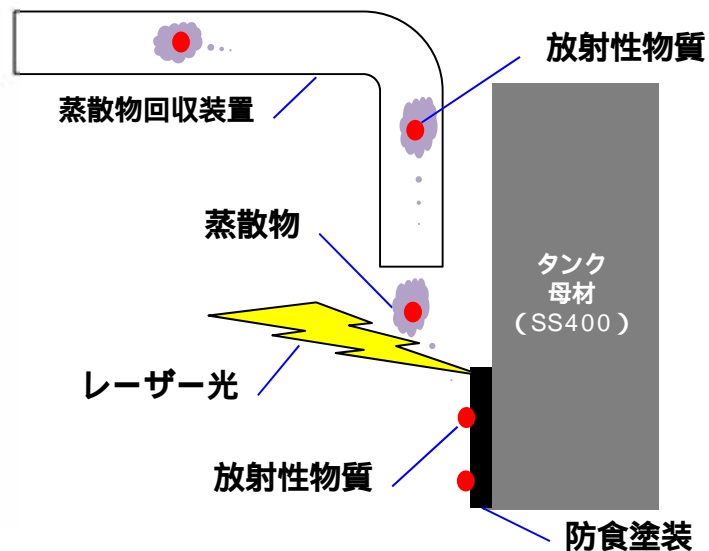 放射性物質
蒸散物回収装置
蒸散物
タンク
母材
（SS400）
レーザー光
放射性物質
防食塗装